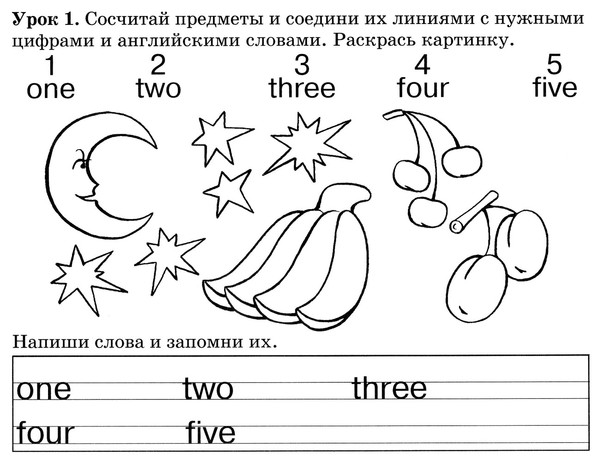 Урок 1. Сосчитай предметы и соедини их линиями с нужными
цифрами и английскими словами. Раскрась картинку.
1 2 3 4 5
one two three four five
Напиши слова и запомни их.
one two three
four five